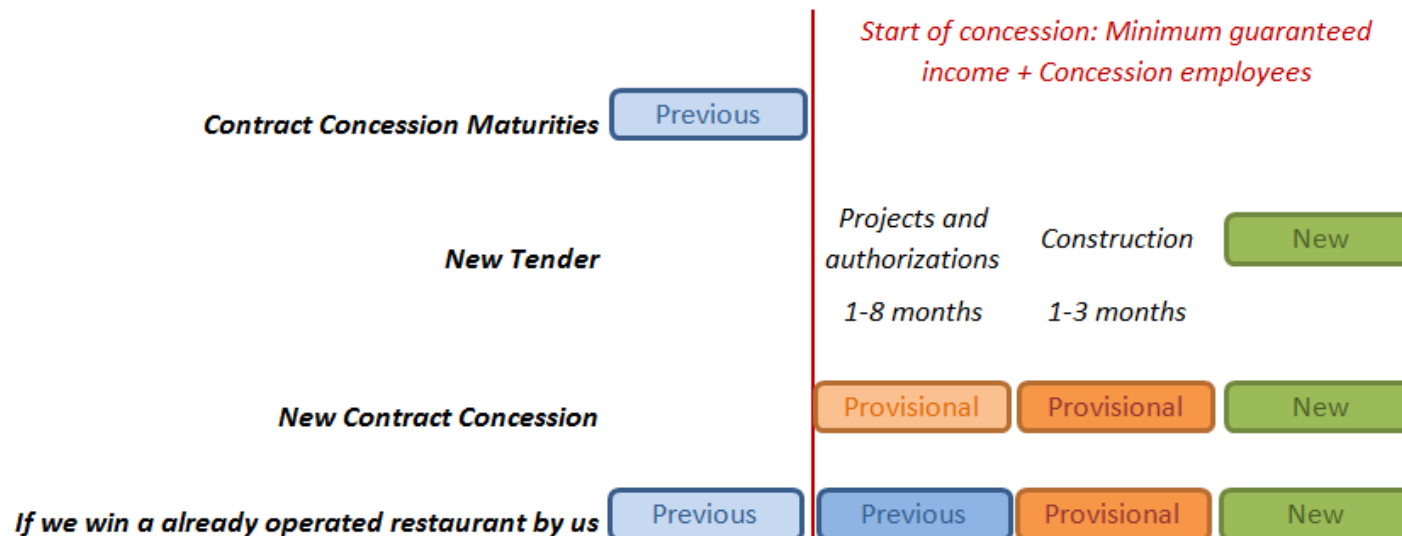 Start of concession: Minimum guaranteed
income + Concession employees
Contract Concession Maturities Previous
Projects and
authorizations
Construction
New Tender New
1-8 months 1-3 months
New Contract Concession Provisional Provisional New
If we win a already operated restaurant by us Previous Previous Provisional New